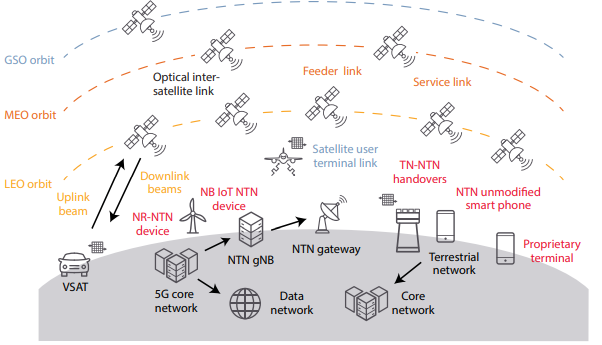 GSO orbit
Optical inter-
satellite link
Feeder link
Service link
MEO orbit
Satellite user
terminal link
TN-NTN
handovers
LEO orbit
Uplink
beam
Downlink
beams
NB IoT NTN
device
NTN unmodified
smart phone
NR-NTN
device
NTN gNB
NTN gateway
Terrestrial
network
Proprietary
terminal
VSAT
5G core
network
Data
network
Core
network